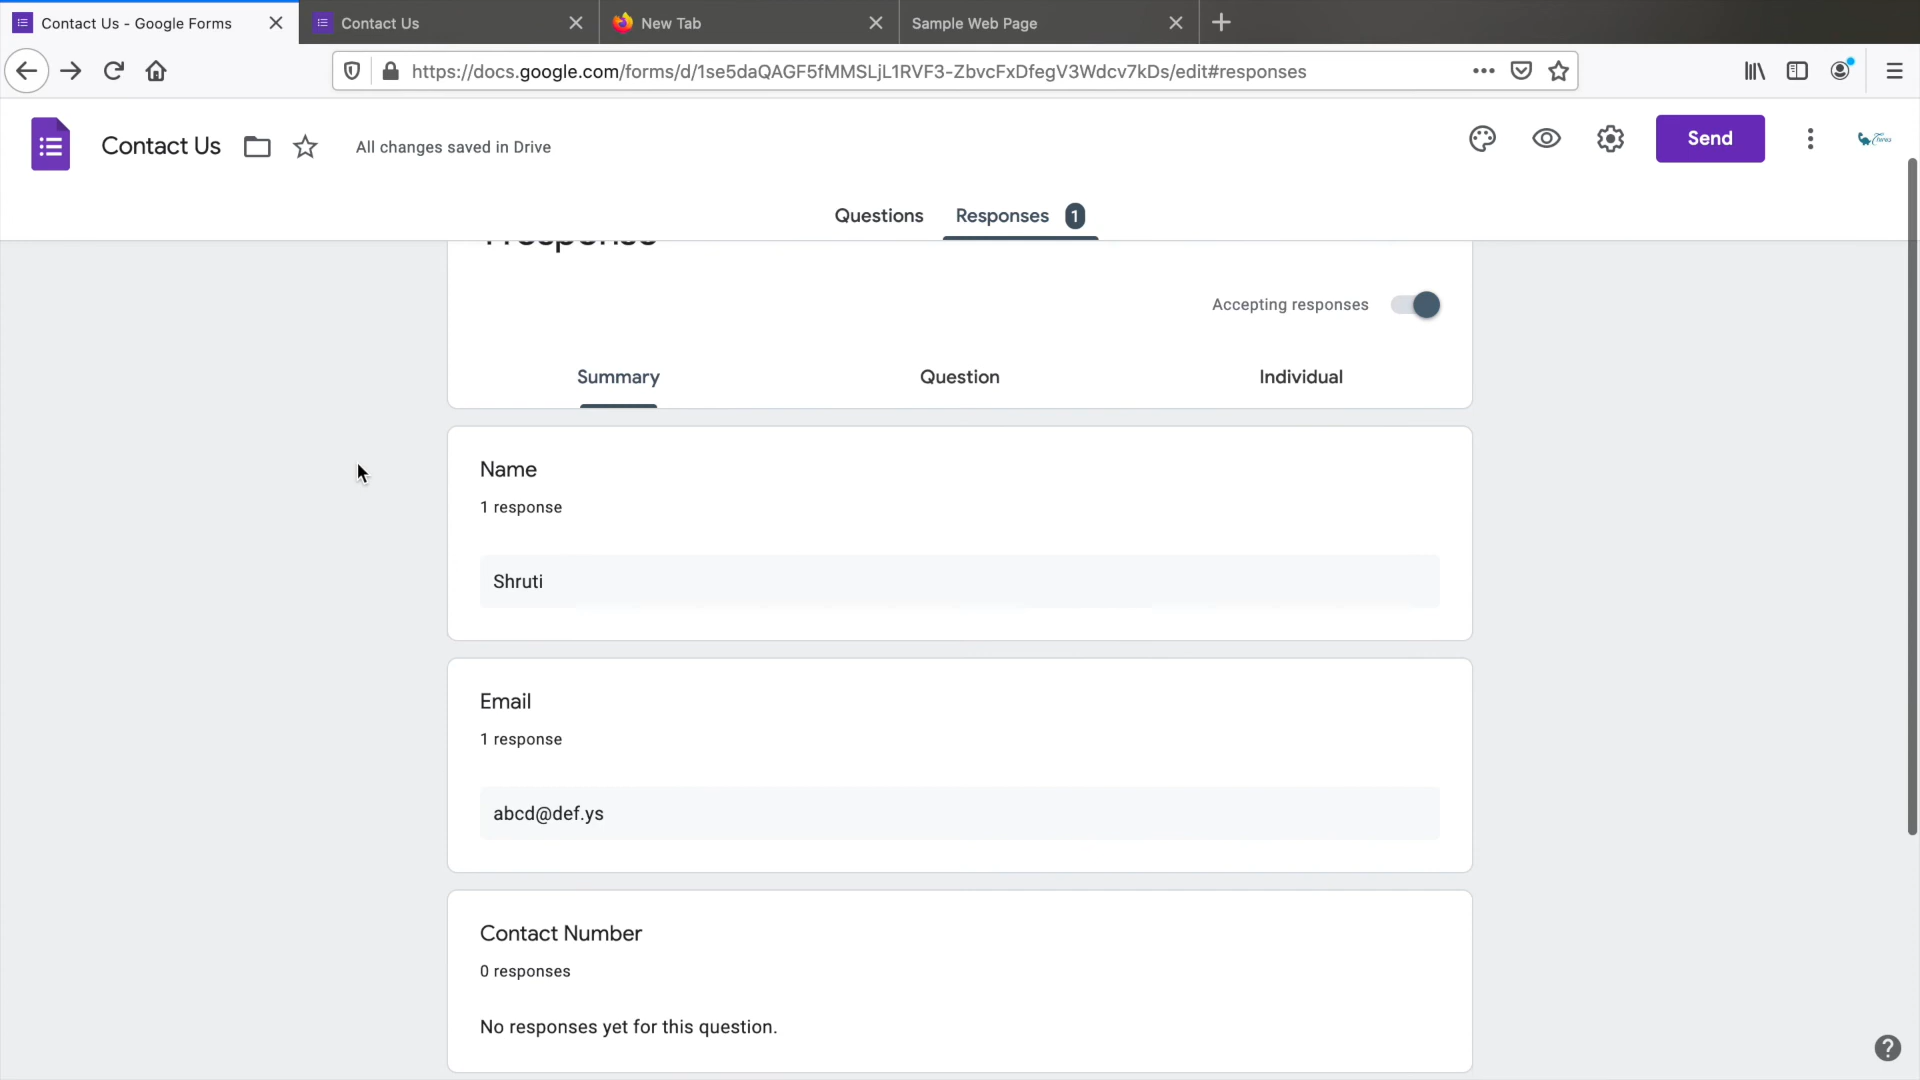 Contact Us - Google Forms
Contact Us
New Tab
Sample Web Page
https://docs.google.com/forms/d/1se5daQAGF5fMMSLjL1RVF3-ZbvcFxDfegV3Wdcv7kDs/edit#responses
Contact Us
All changes saved in Drive
Send
Questions
Responses 1
Accepting responses
Summary
Question
Individual
Name
1 response
Shruti
Email
1 response
abcd@def.ys
Contact Number
0 responses
No responses yet for this question.